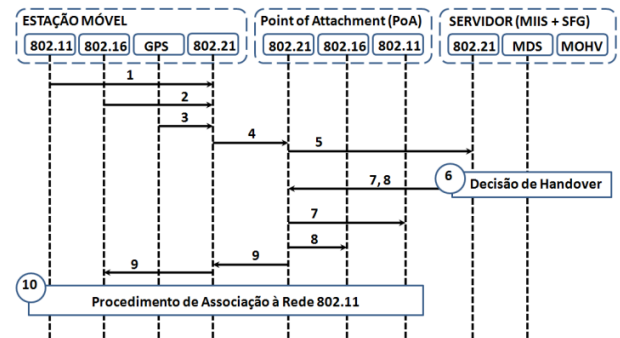 ESTAÇÃO MÓVEL
Point of Attachment (PoA)
SERVIDOR (MIIS + SFG)
802.11 802.16 GPS 802.21
802.21 802.16 802.11
802.21 MDS MOHV
1
2
3
4
5
6
Decisão de Handover
7, 8
7
8
9
9
10
Procedimento de Associação à Rede 802.11